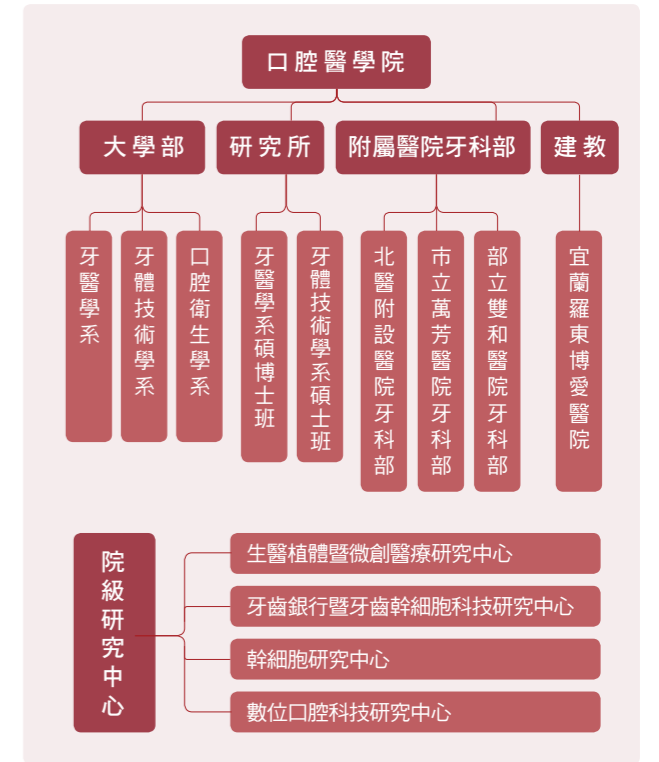 口腔醫學院
大學部
研究所
附屬醫院牙科部
建教
牙醫學系
牙體技術學系
口腔衛生學系
牙醫學系碩博士班
牙體技術學系碩士班
北醫附設醫院牙科部
市立萬芳醫院牙科部
部立雙和醫院牙科部
宜蘭羅東博愛醫院
院級研究中心
生醫植體暨微創醫療研究中心
牙齒銀行暨牙齒幹細胞科技研究中心
幹細胞研究中心
數位口腔科技研究中心